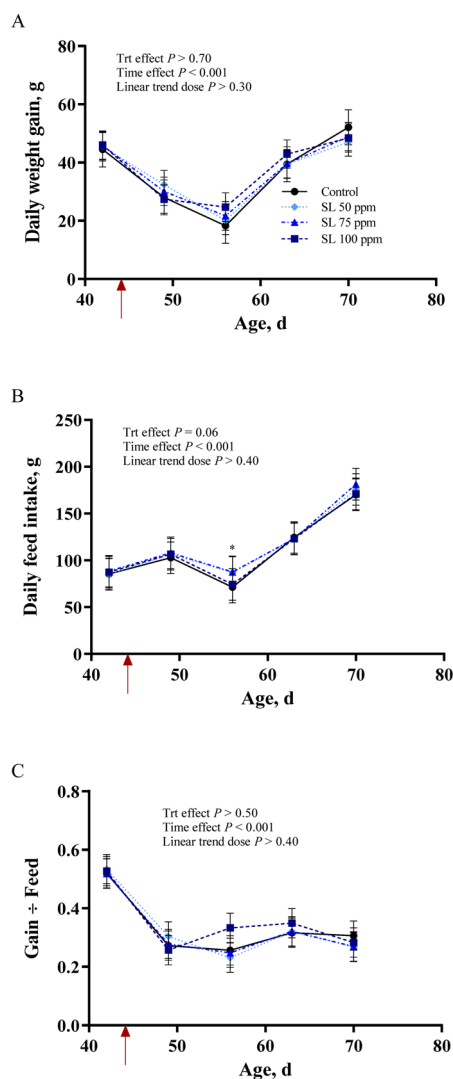 A
Trt effect P > 0.70
Time effect P < 0.001
Linear trend dose P > 0.30
Daily weight gain, g
80
60
40
20
0
Control
SL 50 ppm
SL 75 ppm
SL 100 ppm
40 50 60 70 80
Age, d
B
Trt effect P = 0.06
Time effect P < 0.001
Linear trend dose P > 0.40
Daily feed intake, g
250
200
150
100
50
0
*
40 50 60 70 80
Age, d
C
Trt effect P > 0.50
Time effect P < 0.001
Linear trend dose P > 0.40
Gain ÷ Feed
0.8
0.6
0.4
0.2
0.0
40 50 60 70 80
Age, d